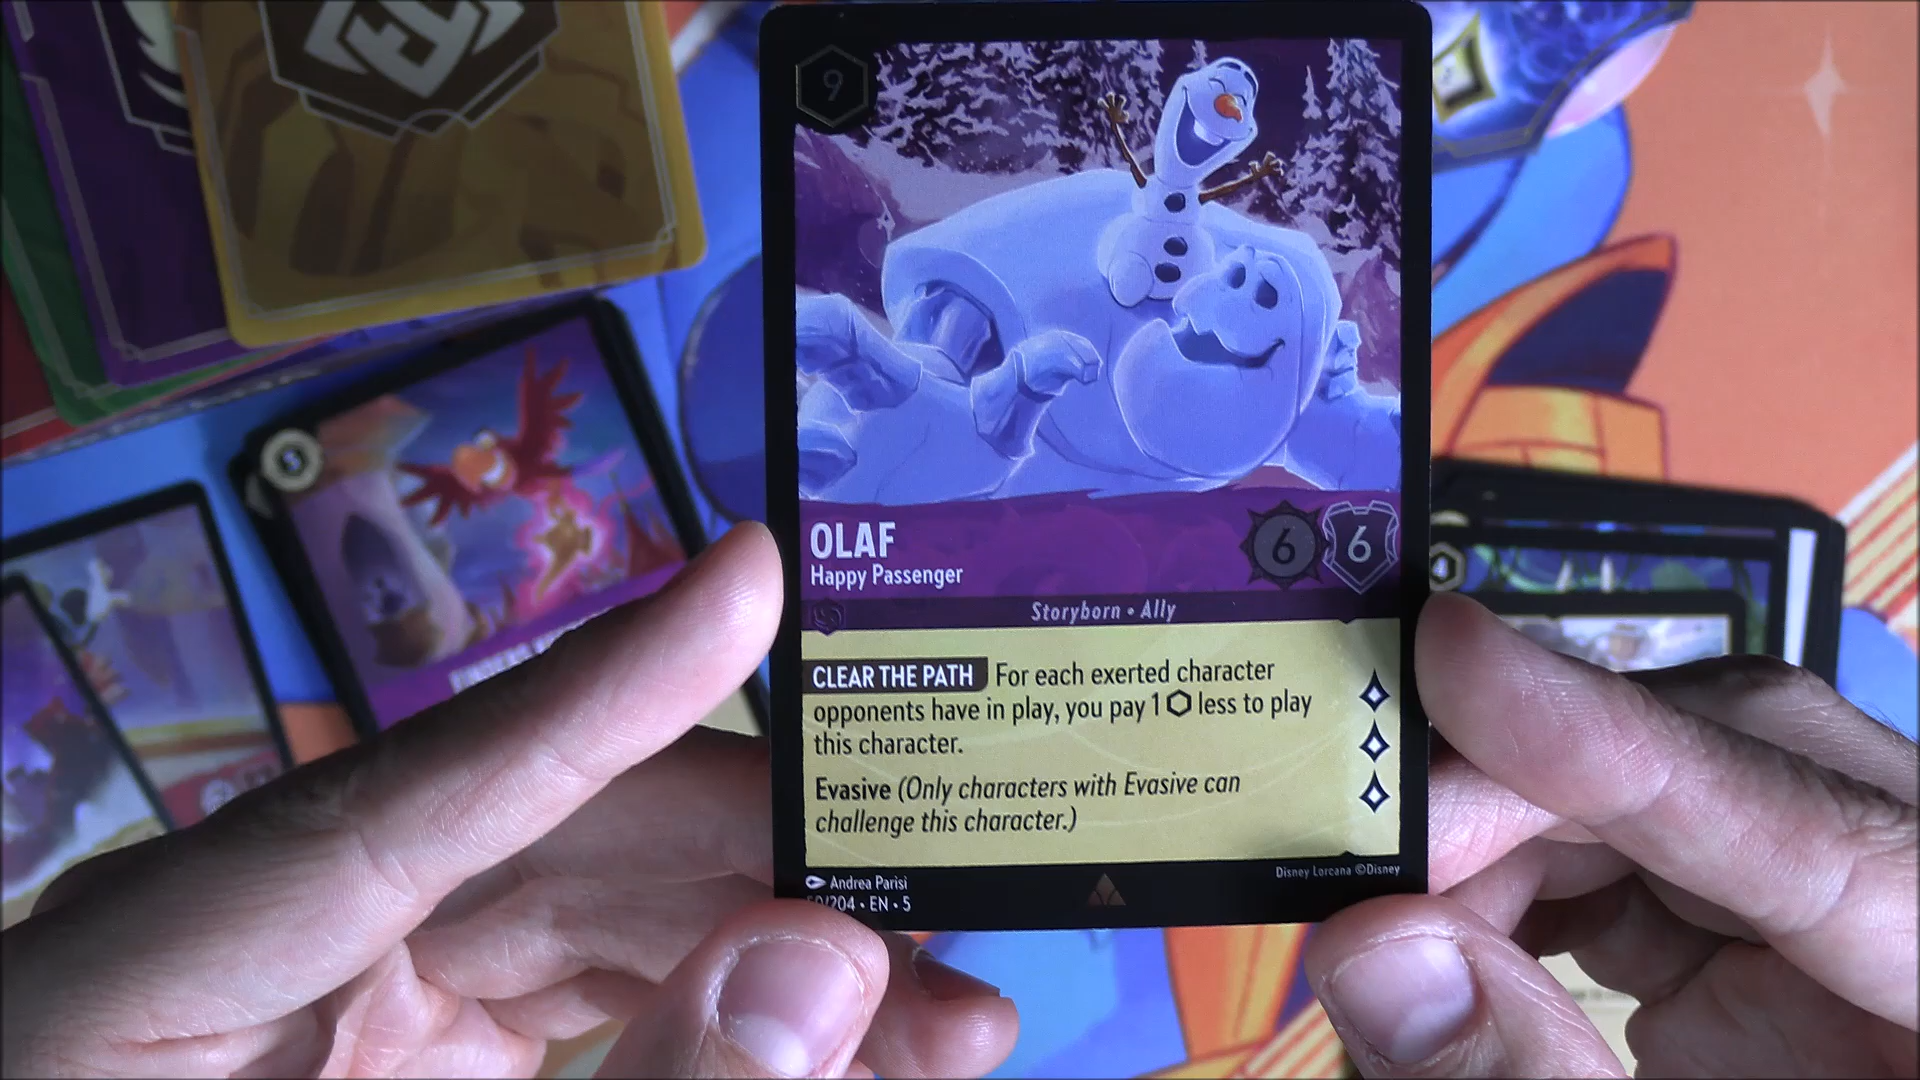 9
OLAF
Happy Passenger
6 6
Storyborn • Ally
CLEAR THE PATH For each exerted character
opponents have in play, you pay 1 ⬡ less to play
this character.
Evasive (Only characters with Evasive can
challenge this character.)
Andrea Parisi
Disney Lorcana ©Disney
/204 • EN • 5
3
4